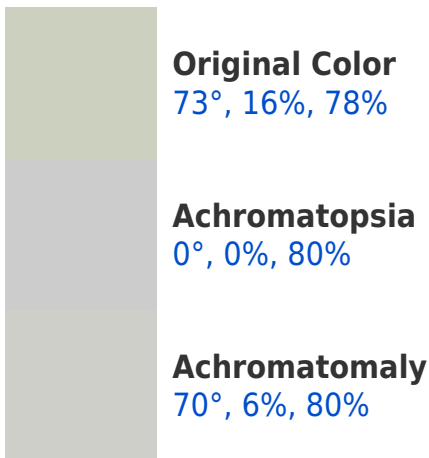 Original Color
73°, 16%, 78%
Achromatopsia
0°, 0%, 80%
Achromatomaly
70°, 6%, 80%